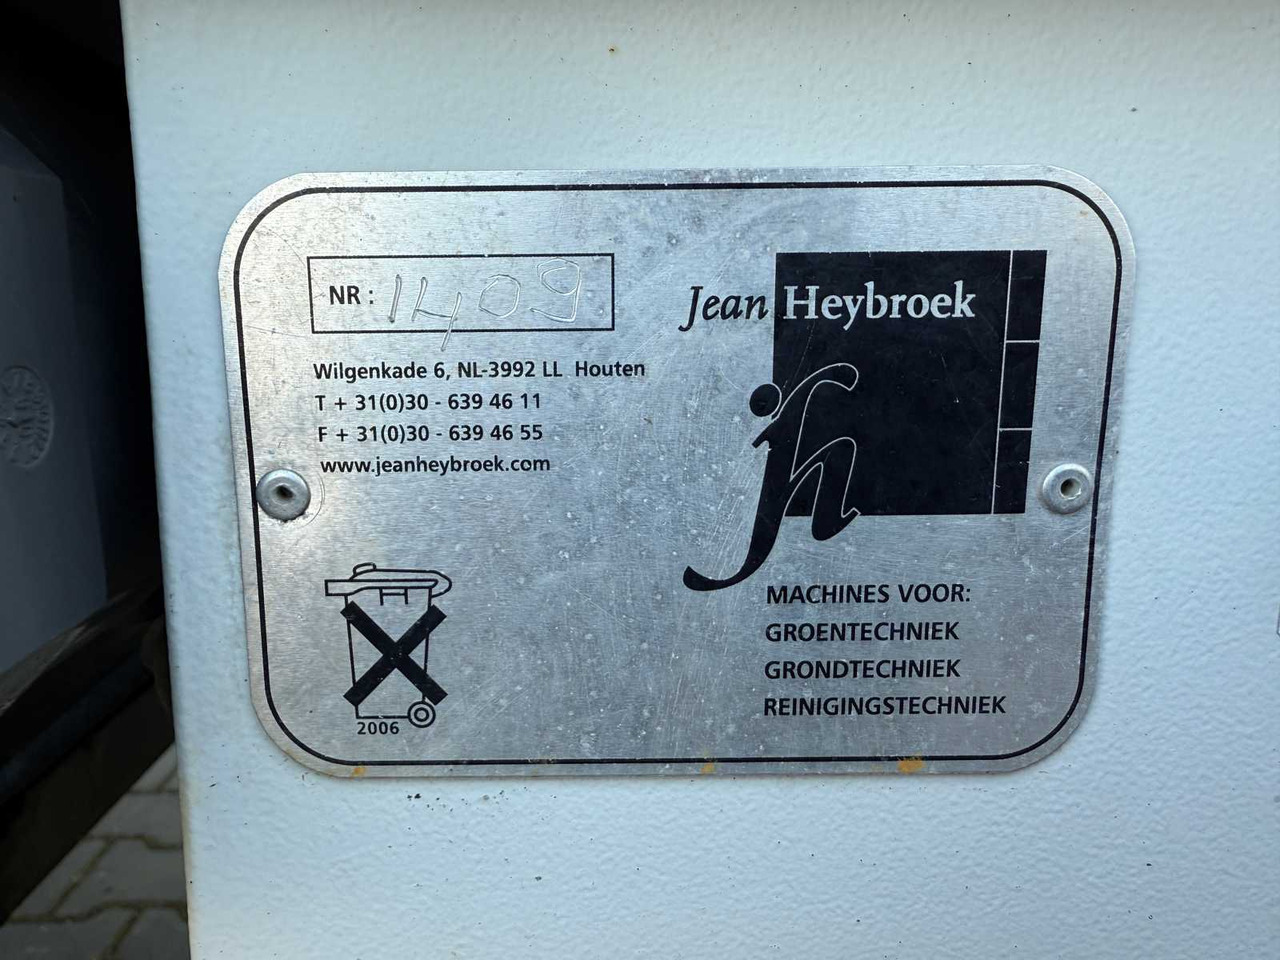 NR : 1409
Wilgenkade 6, NL-3992 LL Houten
T + 31(0)30 - 639 46 11
F + 31(0)30 - 639 46 55
www.jeanheybroek.com
2006
Jean Heybroek
jh
MACHINES VOOR:
GROENTECHNIEK
GRONDTECHNIEK
REINIGINGSTECHNIEK